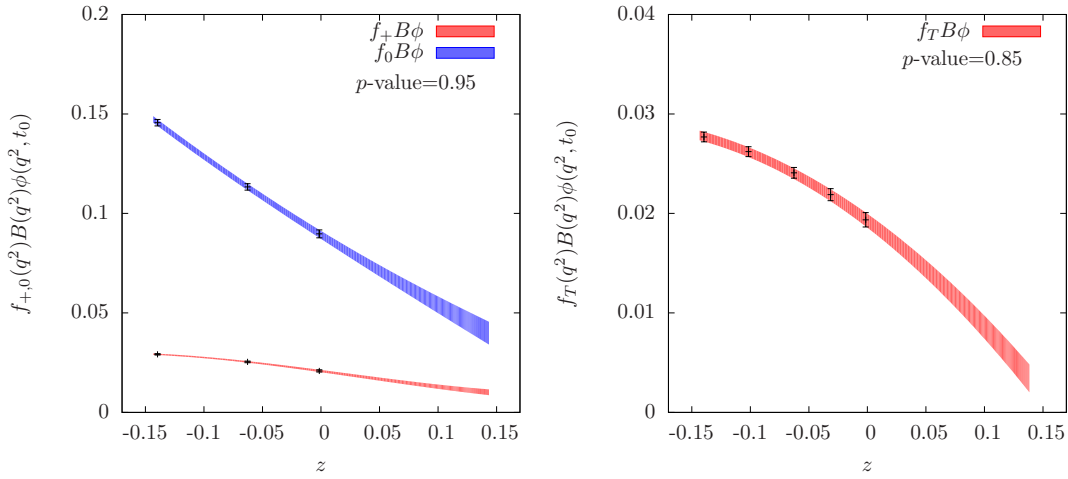 0.2
0.15
0.1
0.05
0
-0.15 -0.1 -0.05 0 0.05 0.1 0.15
z
f₊,₀(q²)B(q²)ϕ(q², t₀)
f₊Bϕ
f₀Bϕ
p-value=0.95
0.04
0.03
0.02
0.01
0
-0.15 -0.1 -0.05 0 0.05 0.1 0.15
z
f_T(q²)B(q²)ϕ(q², t₀)
f_TBϕ
p-value=0.85